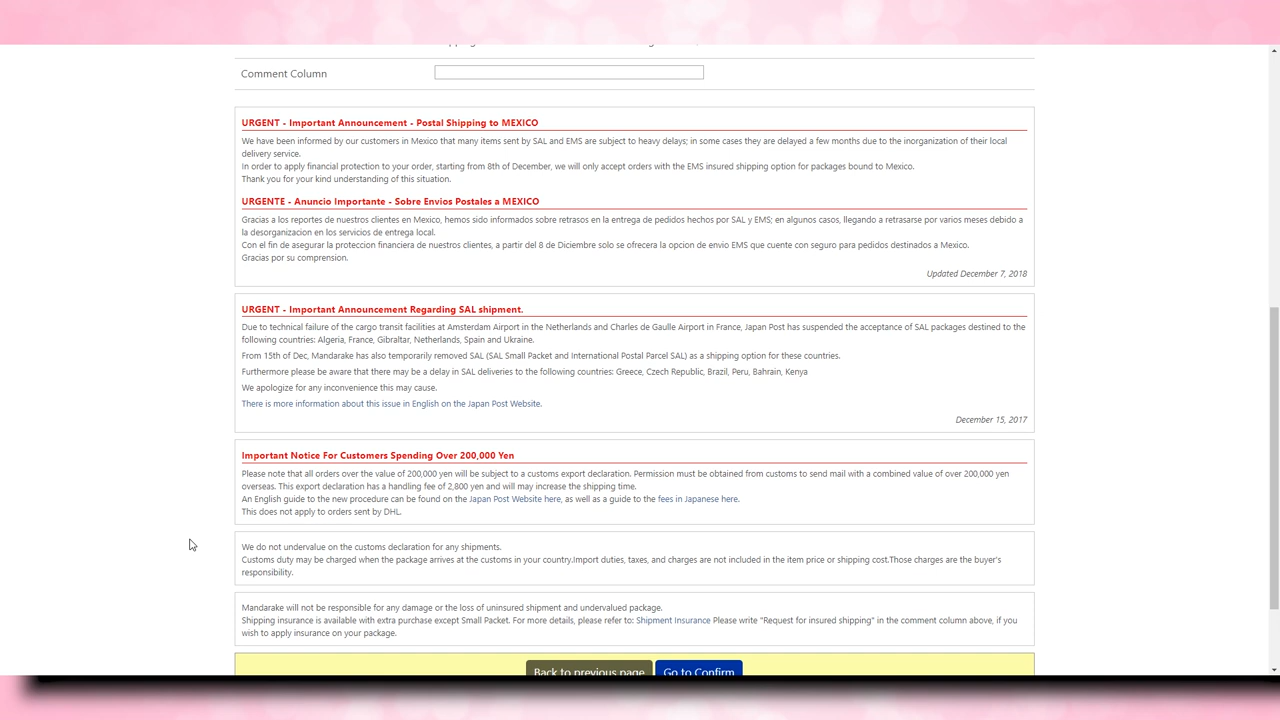 Comment Column
URGENT - Important Announcement - Postal Shipping to MEXICO
We have been informed by our customers in Mexico that many items sent by SAL and EMS are subject to heavy delays; in some cases they are delayed a few months due to the inorganization of their local
delivery service.
In order to apply financial protection to your order, starting from 8th of December, we will only accept orders with the EMS insured shipping option for packages bound to Mexico.
Thank you for your kind understanding of this situation.
URGENTE - Anuncio Importante - Sobre Envios Postales a MEXICO
Gracias a los reportes de nuestros clientes en Mexico, hemos sido informados sobre retrasos en la entrega de pedidos hechos por SAL y EMS; en algunos casos, llegando a retrasarse por varios meses debido a
la desorganizacion en los servicios de entrega local.
Con el fin de asegurar la proteccion financiera de nuestros clientes, a partir del 8 de Diciembre solo se ofrecera la opcion de envio EMS que cuente con seguro para pedidos destinados a Mexico.
Gracias por su comprension.
Updated December 7, 2018
URGENT - Important Announcement Regarding SAL shipment.
Due to technical failure of the cargo transit facilities at Amsterdam Airport in the Netherlands and Charles de Gaulle Airport in France, Japan Post has suspended the acceptance of SAL packages destined to the
following countries: Algeria, France, Gibraltar, Netherlands, Spain and Ukraine.
From 15th of Dec, Mandarake has also temporarily removed SAL (SAL Small Packet and International Postal Parcel SAL) as a shipping option for these countries.
Furthermore please be aware that there may be a delay in SAL deliveries to the following countries: Greece, Czech Republic, Brazil, Peru, Bahrain, Kenya
We apologize for any inconvenience this may cause.
There is more information about this issue in English on the Japan Post Website.
December 15, 2017
Important Notice For Customers Spending Over 200,000 Yen
Please note that all orders over the value of 200,000 yen will be subject to a customs export declaration. Permission must be obtained from customs to send mail with a combined value of over 200,000 yen
overseas. This export declaration has a handling fee of 2,800 yen and will may increase the shipping time.
An English guide to the new procedure can be found on the Japan Post Website here, as well as a guide to the fees in Japanese here.
This does not apply to orders sent by DHL.
We do not undervalue on the customs declaration for any shipments.
Customs duty may be charged when the package arrives at the customs in your country.Import duties, taxes, and charges are not included in the item price or shipping cost.Those charges are the buyer's
responsibility.
Mandarake will not be responsible for any damage or the loss of uninsured shipment and undervalued package.
Shipping insurance is available with extra purchase except Small Packet. For more details, please refer to: Shipment Insurance Please write "Request for insured shipping" in the comment column above, if you
wish to apply insurance on your package.
Back to previous page Go to Confirm